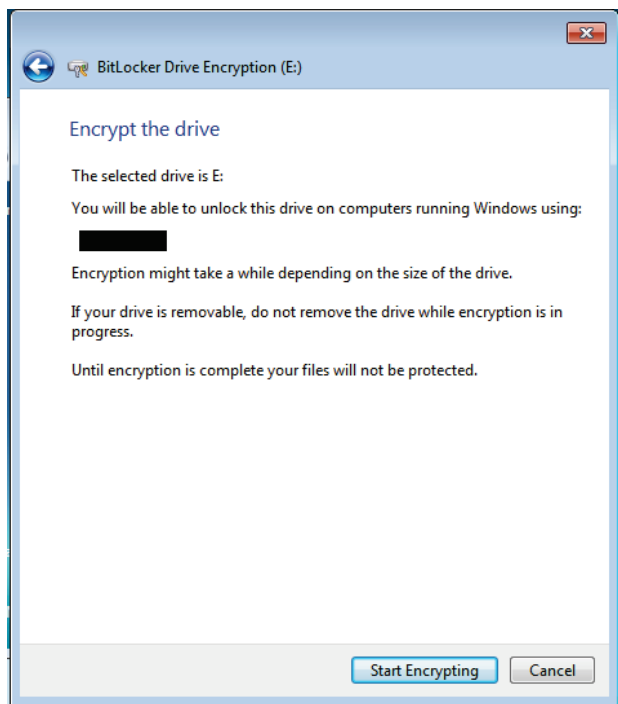 BitLocker Drive Encryption (E:)
Encrypt the drive
The selected drive is E:
You will be able to unlock this drive on computers running Windows using:
Encryption might take a while depending on the size of the drive.
If your drive is removable, do not remove the drive while encryption is in
progress.
Until encryption is complete your files will not be protected.
Start Encrypting Cancel